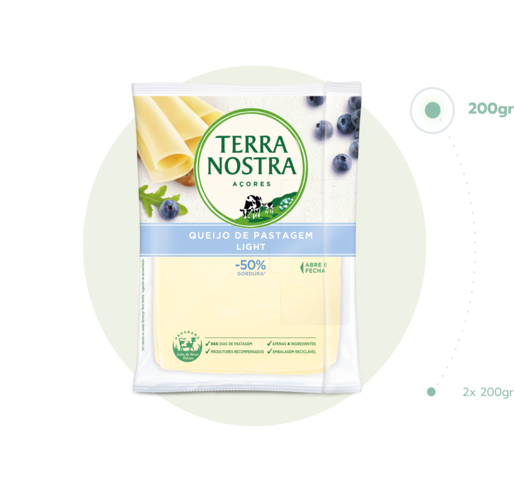 200gr
TERRA
NOSTRA
AÇORES
QUEIJO DE PASTAGEM
LIGHT
-50%
GORDURA*
ABRE E
FECHA
✓365 DIAS DE PASTAGEM
✓APENAS 4 INGREDIENTES
✓PRODUTORES RECOMPENSADOS
✓EMBALAGEM RECICLÁVEL
2x 200gr